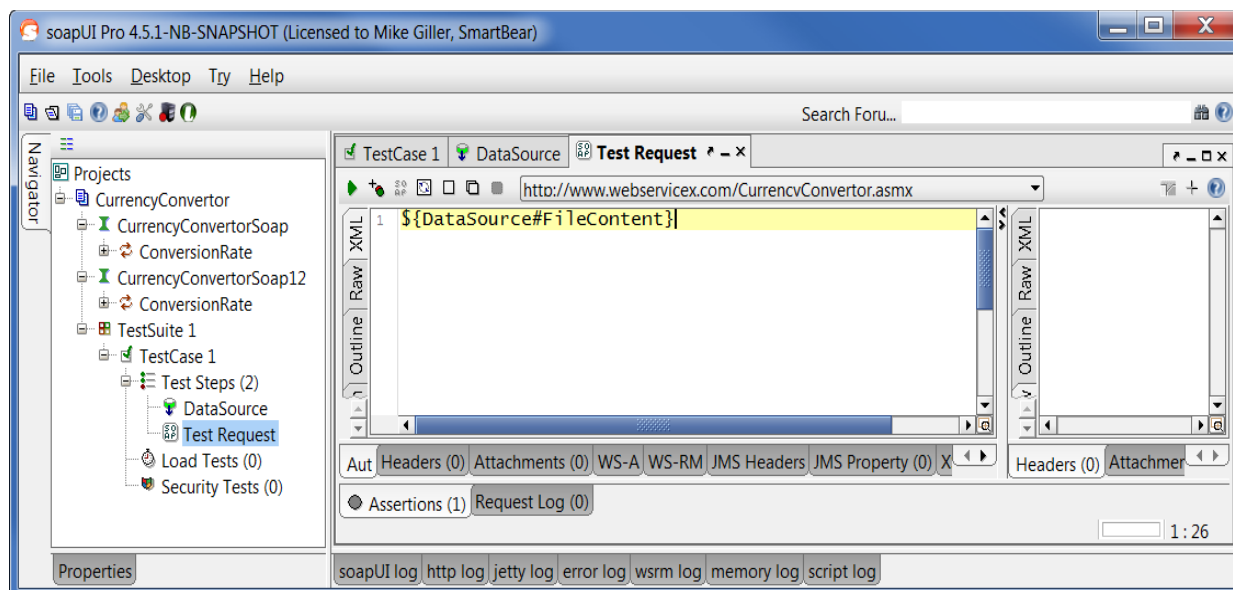 soapUI Pro 4.5.1-NB-SNAPSHOT (Licensed to Mike Giller, SmartBear)
File Tools Desktop Try Help
Search Foru...
Navigator
Projects
CurrencyConvertor
CurrencyConvertorSoap
ConversionRate
CurrencyConvertorSoap12
ConversionRate
TestSuite 1
TestCase 1
Test Steps (2)
DataSource
Test Request
Load Tests (0)
Security Tests (0)
Properties
TestCase 1 DataSource Test Request
http://www.webservicex.com/CurrencyConvertor.asmx
XML
Raw
Outline
1 ${DataSource#FileContent}
XML
Raw
Outline
Aut Headers (0) Attachments (0) WS-A WS-RM JMS Headers JMS Property (0) X
Headers (0) Attachmer
Assertions (1) Request Log (0)
1 : 26
soapUI log http log jetty log error log wsrm log memory log script log